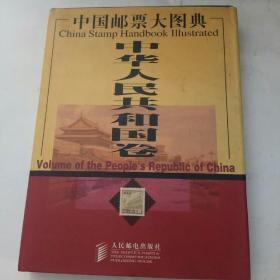 中国邮票大图典
China Stamp Handbook Illustrated
中华人民共和国卷
Volume of the People's Republic of China
人民邮电出版社